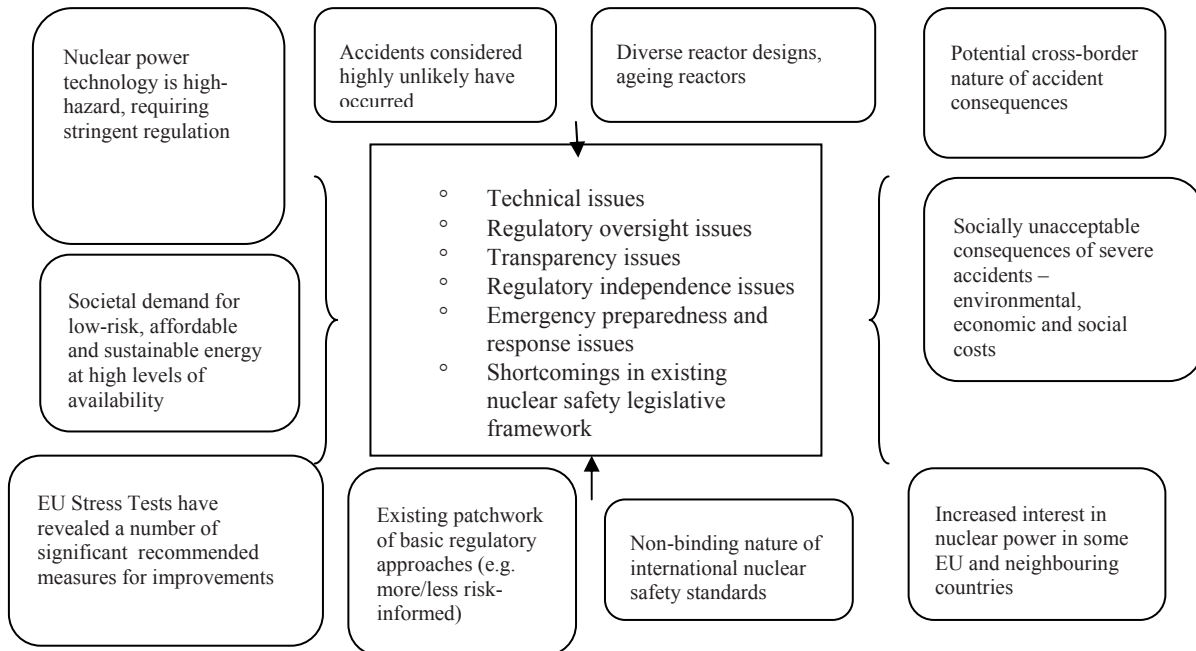 Nuclear power
technology is high-
hazard, requiring
stringent regulation
Accidents considered
highly unlikely have
occurred
Diverse reactor designs,
ageing reactors
Potential cross-border
nature of accident
consequences
Societal demand for
low-risk, affordable
and sustainable energy
at high levels of
availability
° Technical issues
° Regulatory oversight issues
° Transparency issues
° Regulatory independence issues
° Emergency preparedness and
response issues
° Shortcomings in existing
nuclear safety legislative
framework
Socially unacceptable
consequences of severe
accidents –
environmental,
economic and social
costs
EU Stress Tests have
revealed a number of
significant recommended
measures for improvements
Existing patchwork
of basic regulatory
approaches (e.g.
more/less risk-
informed)
Non-binding nature of
international nuclear
safety standards
Increased interest in
nuclear power in some
EU and neighbouring
countries